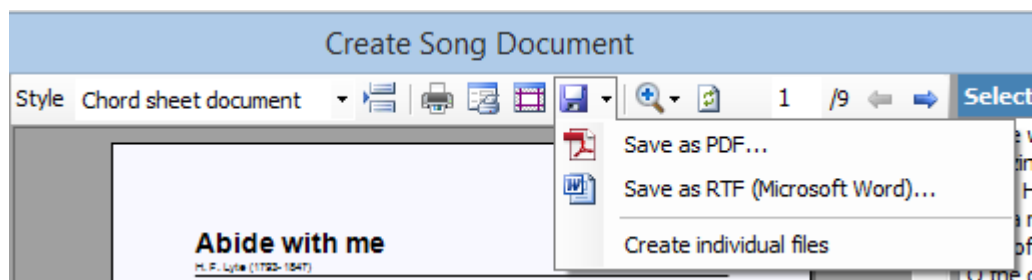 Create Song Document
Style Chord sheet document 1 /9 Select
Save as PDF...
Save as RTF (Microsoft Word)...
Create individual files
Abide with me
H. F. Lyte (1793-1847)